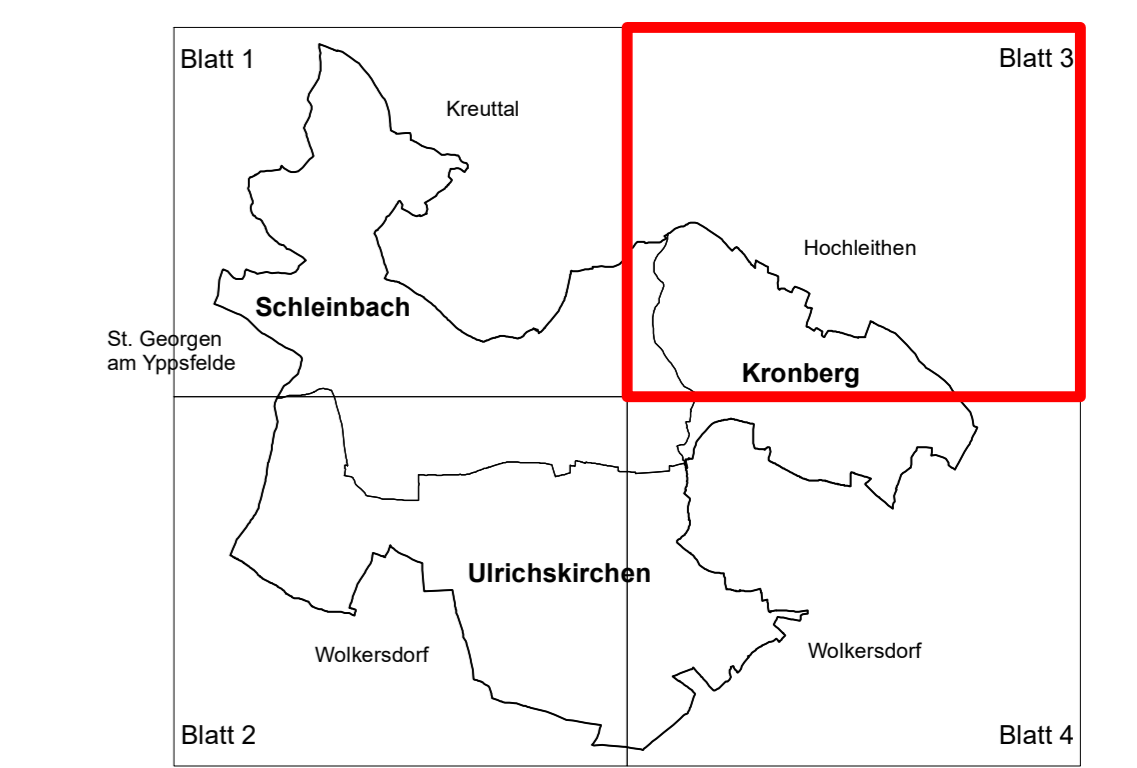 Blatt 1
Blatt 3
Kreuttal
Hochleithen
Schleinbach
St. Georgen
am Yppsfelde
Kronberg
Ulrichskirchen
Wolkersdorf
Wolkersdorf
Blatt 2
Blatt 4